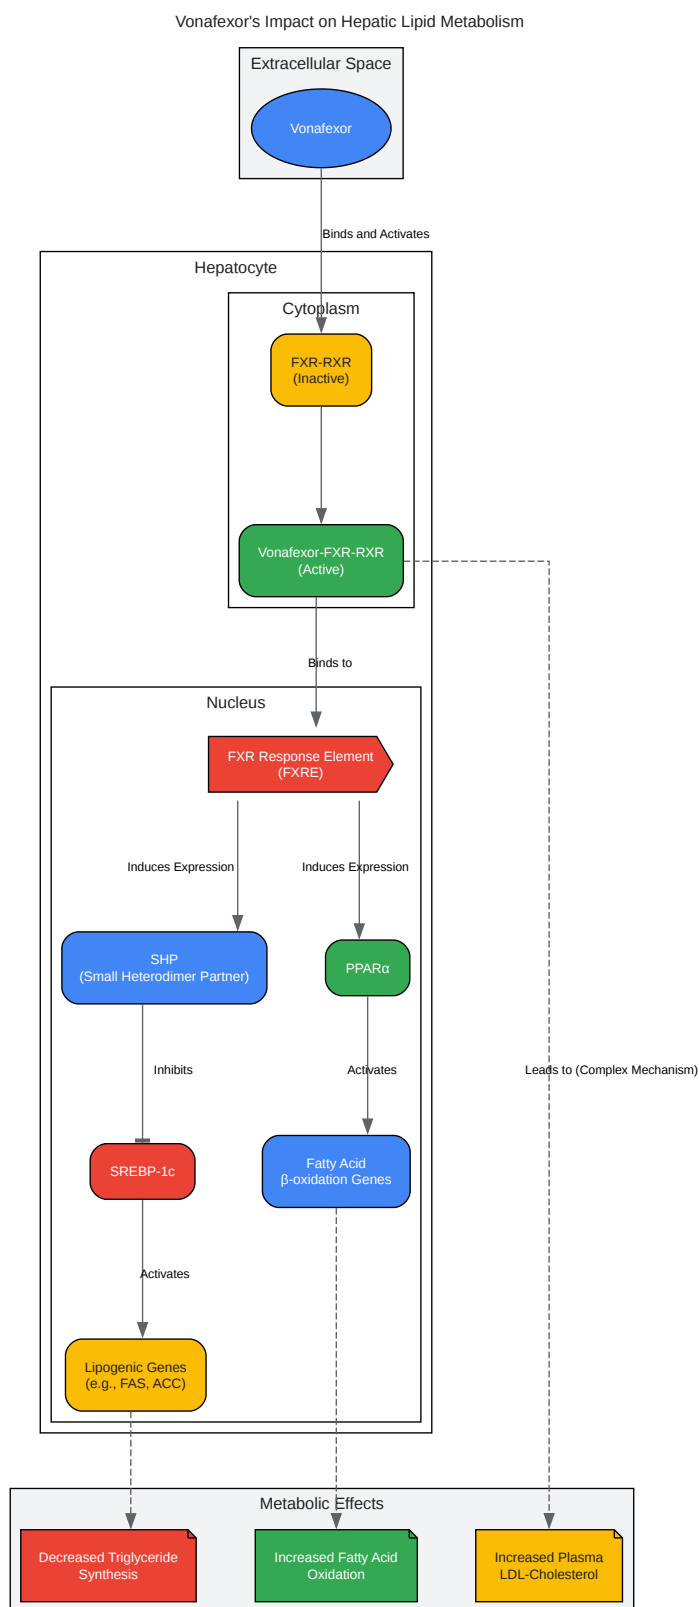 Vonafexor's Impact on Hepatic Lipid Metabolism
Extracellular Space
Vonafexor
Binds and Activates
Hepatocyte
Cytoplasm
FXR-RXR
(Inactive)
Vonafexor-FXR-RXR
(Active)
Binds to
Nucleus
FXR Response Element
(FXRE)
Induces Expression
Induces Expression
SHP
(Small Heterodimer Partner)
PPARα
Inhibits
Activates
Leads to (Complex Mechanism)
SREBP-1c
Fatty Acid
β-oxidation Genes
Activates
Lipogenic Genes
(e.g., FAS, ACC)
Metabolic Effects
Decreased Triglyceride
Synthesis
Increased Fatty Acid
Oxidation
Increased Plasma
LDL-Cholesterol